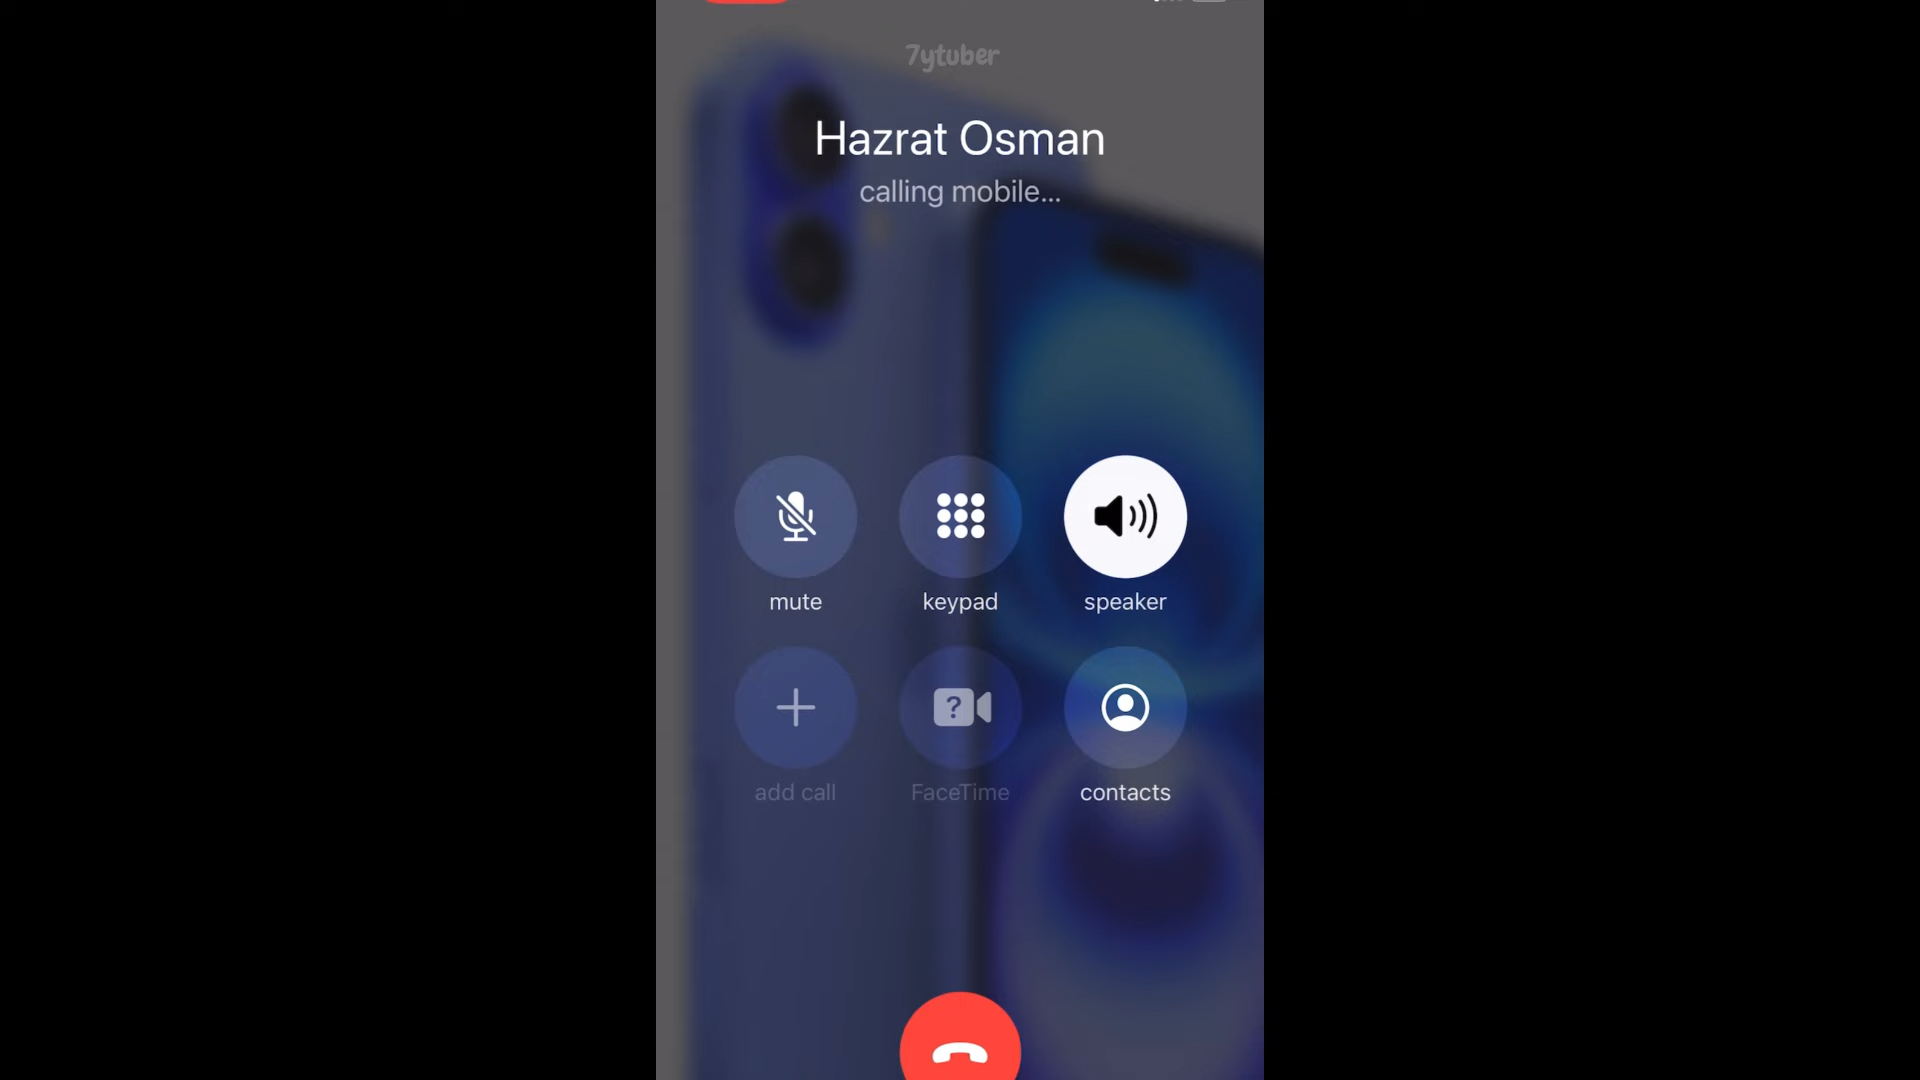 7ytuber
Hazrat Osman
calling mobile...
mute
keypad
speaker
?
add call
FaceTime
contacts